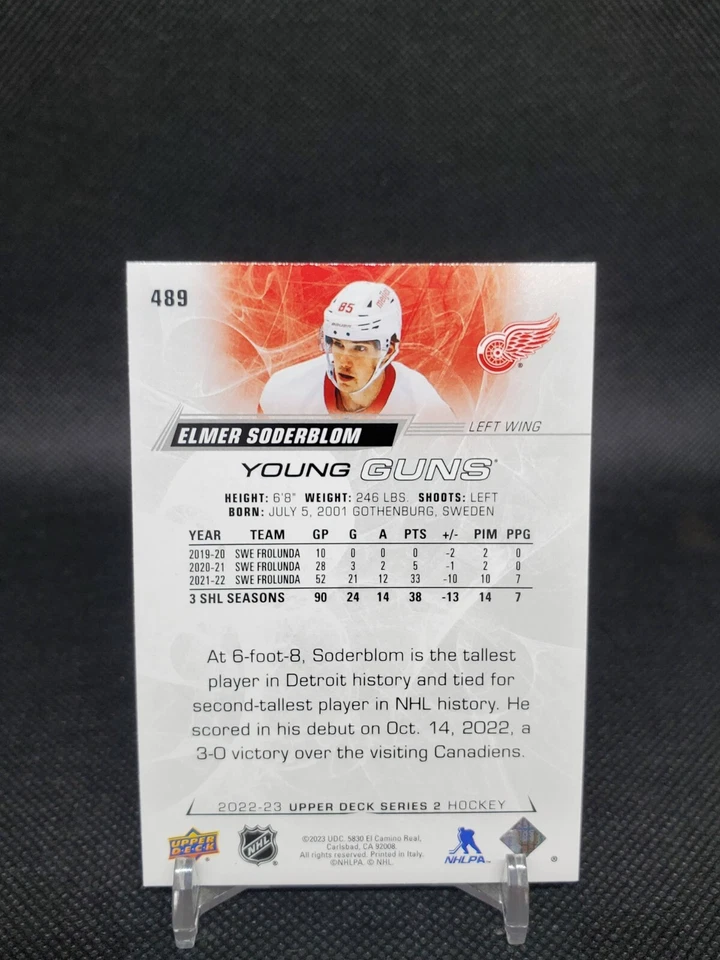 489
85
ELMER SODERBLOM
LEFT WING
YOUNG GUNS®
HEIGHT: 6'8" WEIGHT: 246 LBS. SHOOTS: LEFT
BORN: JULY 5, 2001 GOTHENBURG, SWEDEN
YEAR TEAM GP G A PTS +/- PIM PPG
2019-20 SWE FROLUNDA 10 0 0 0 -2 2 0
2020-21 SWE FROLUNDA 28 3 2 5 -1 2 0
2021-22 SWE FROLUNDA 52 21 12 33 -10 10 7
3 SHL SEASONS 90 24 14 38 -13 14 7
At 6-foot-8, Soderblom is the tallest
player in Detroit history and tied for
second-tallest player in NHL history. He
scored in his debut on Oct. 14, 2022, a
3-0 victory over the visiting Canadiens.
2022-23 UPPER DECK SERIES 2 HOCKEY
UPPER DECK
NHL
©2023 UDC. 5830 El Camino Real,
Carlsbad, CA 92008.
All rights reserved. Printed in Italy.
©NHLPA. © NHL.
NHLPA